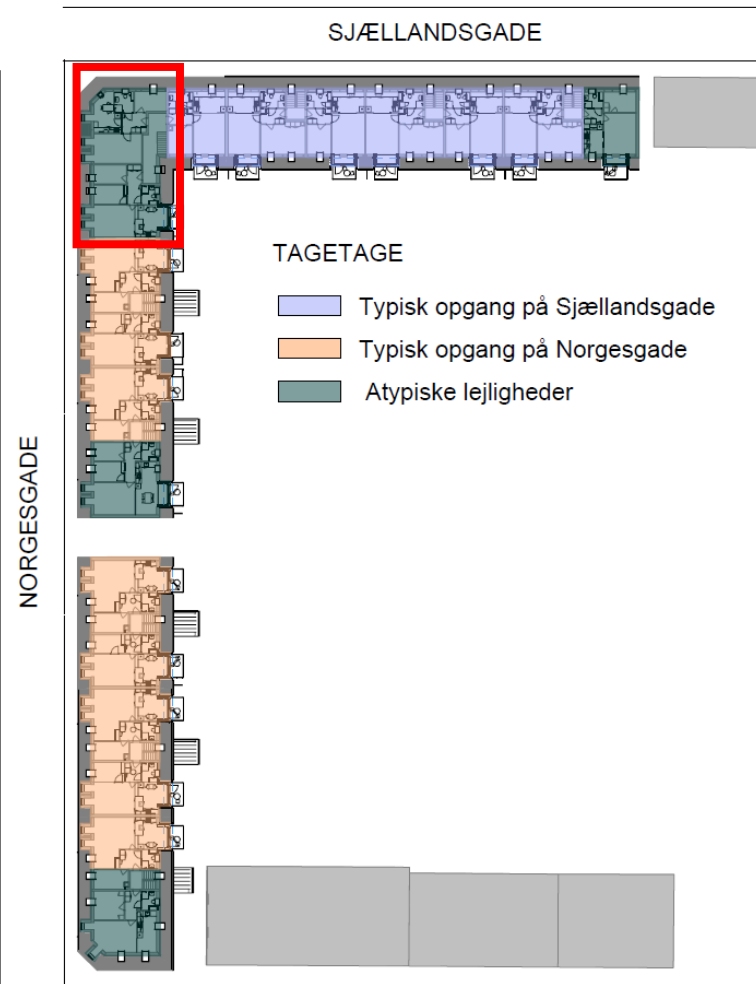 SJÆLLANDSGADE
TAGETAGE
Typisk opgang på Sjællandsgade
Typisk opgang på Norgesgade
Atypiske lejligheder
NORGESGADE